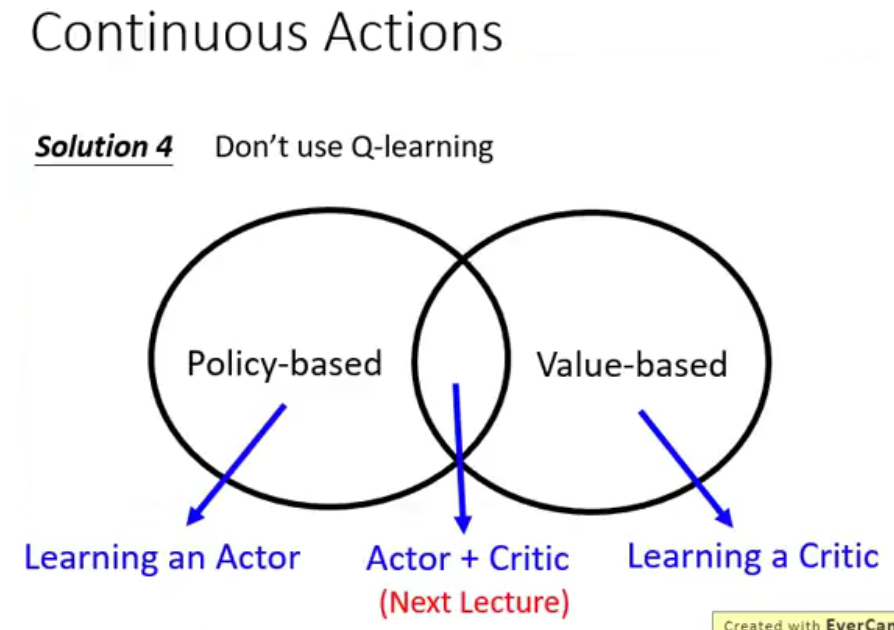 Continuous Actions
Solution 4 Don't use Q-learning
Policy-based Value-based
Learning an Actor Actor + Critic Learning a Critic
(Next Lecture)
Created with